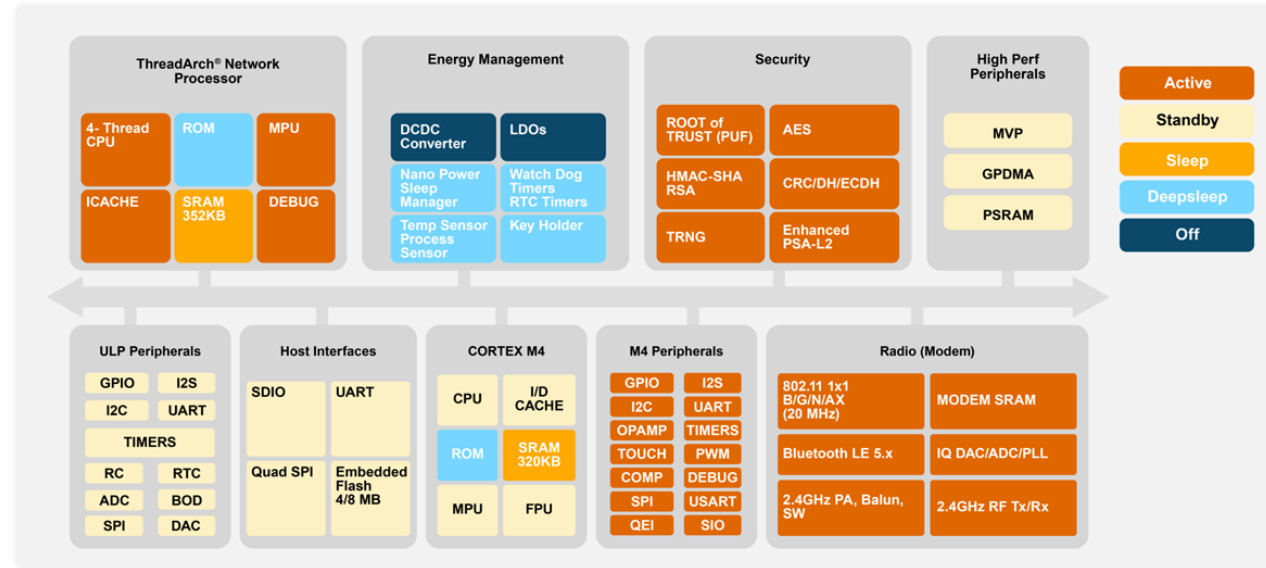 ThreadArch® Network
Processor
4- Thread
CPU
ROM
MPU
ICACHE
SRAM
352KB
DEBUG
Energy Management
DCDC
Converter
LDOs
Nano Power
Sleep
Manager
Watch Dog
Timers
RTC Timers
Temp Sensor
Process
Sensor
Key Holder
Security
ROOT of
TRUST (PUF)
AES
HMAC-SHA
RSA
CRC/DH/ECDH
TRNG
Enhanced
PSA-L2
High Perf
Peripherals
MVP
GPDMA
PSRAM
Active
Standby
Sleep
Deepsleep
Off
ULP Peripherals
GPIO
I2S
I2C
UART
TIMERS
RC
RTC
ADC
BOD
SPI
DAC
Host Interfaces
SDIO
UART
Quad SPI
Embedded
Flash
4/8 MB
CORTEX M4
CPU
I/D
CACHE
ROM
SRAM
320KB
MPU
FPU
M4 Peripherals
GPIO
I2S
I2C
UART
OPAMP
TIMERS
TOUCH
PWM
COMP
DEBUG
SPI
USART
QEI
SIO
Radio (Modem)
802.11 1x1
B/G/N/AX
(20 MHz)
MODEM SRAM
Bluetooth LE 5.x
IQ DAC/ADC/PLL
2.4GHz PA, Balun,
SW
2.4GHz RF Tx/Rx